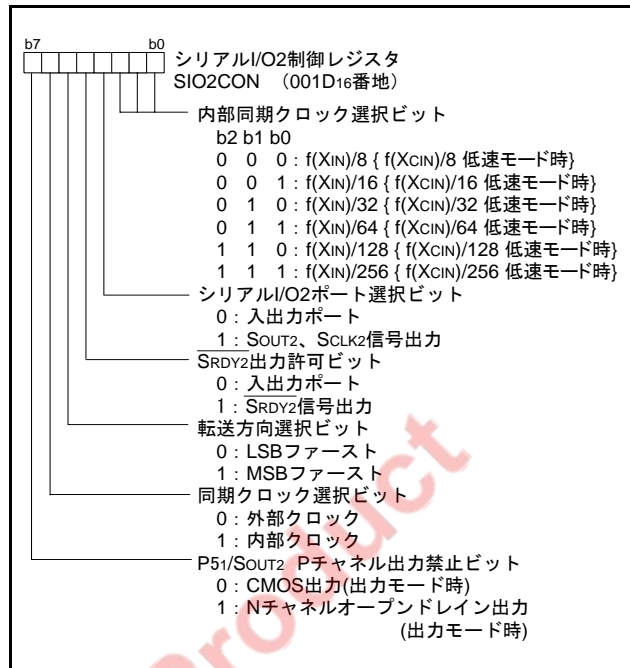 b7 b0
シリアルI/O2制御レジスタ
SIO2CON （001D16番地）
内部同期クロック選択ビット
b2 b1 b0
0 0 0 : f(XIN)/8 { f(XCIN)/8 低速モード時}
0 0 1 : f(XIN)/16 { f(XCIN)/16 低速モード時}
0 1 0 : f(XIN)/32 { f(XCIN)/32 低速モード時}
0 1 1 : f(XIN)/64 { f(XCIN)/64 低速モード時}
1 1 0 : f(XIN)/128 { f(XCIN)/128 低速モード時}
1 1 1 : f(XIN)/256 { f(XCIN)/256 低速モード時}
シリアルI/O2ポート選択ビット
0 : 入出力ポート
1 : SOUT2、SCLK2信号出力
SRDY2出力許可ビット
0 : 入出力ポート
1 : SRDY2信号出力
転送方向選択ビット
0 : LSBファースト
1 : MSBファースト
同期クロック選択ビット
0 : 外部クロック
1 : 内部クロック
P51/SOUT2 Pチャネル出力禁止ビット
0 : CMOS出力(出力モード時)
1 : Nチャネルオープンドレイン出力
(出力モード時)
Product